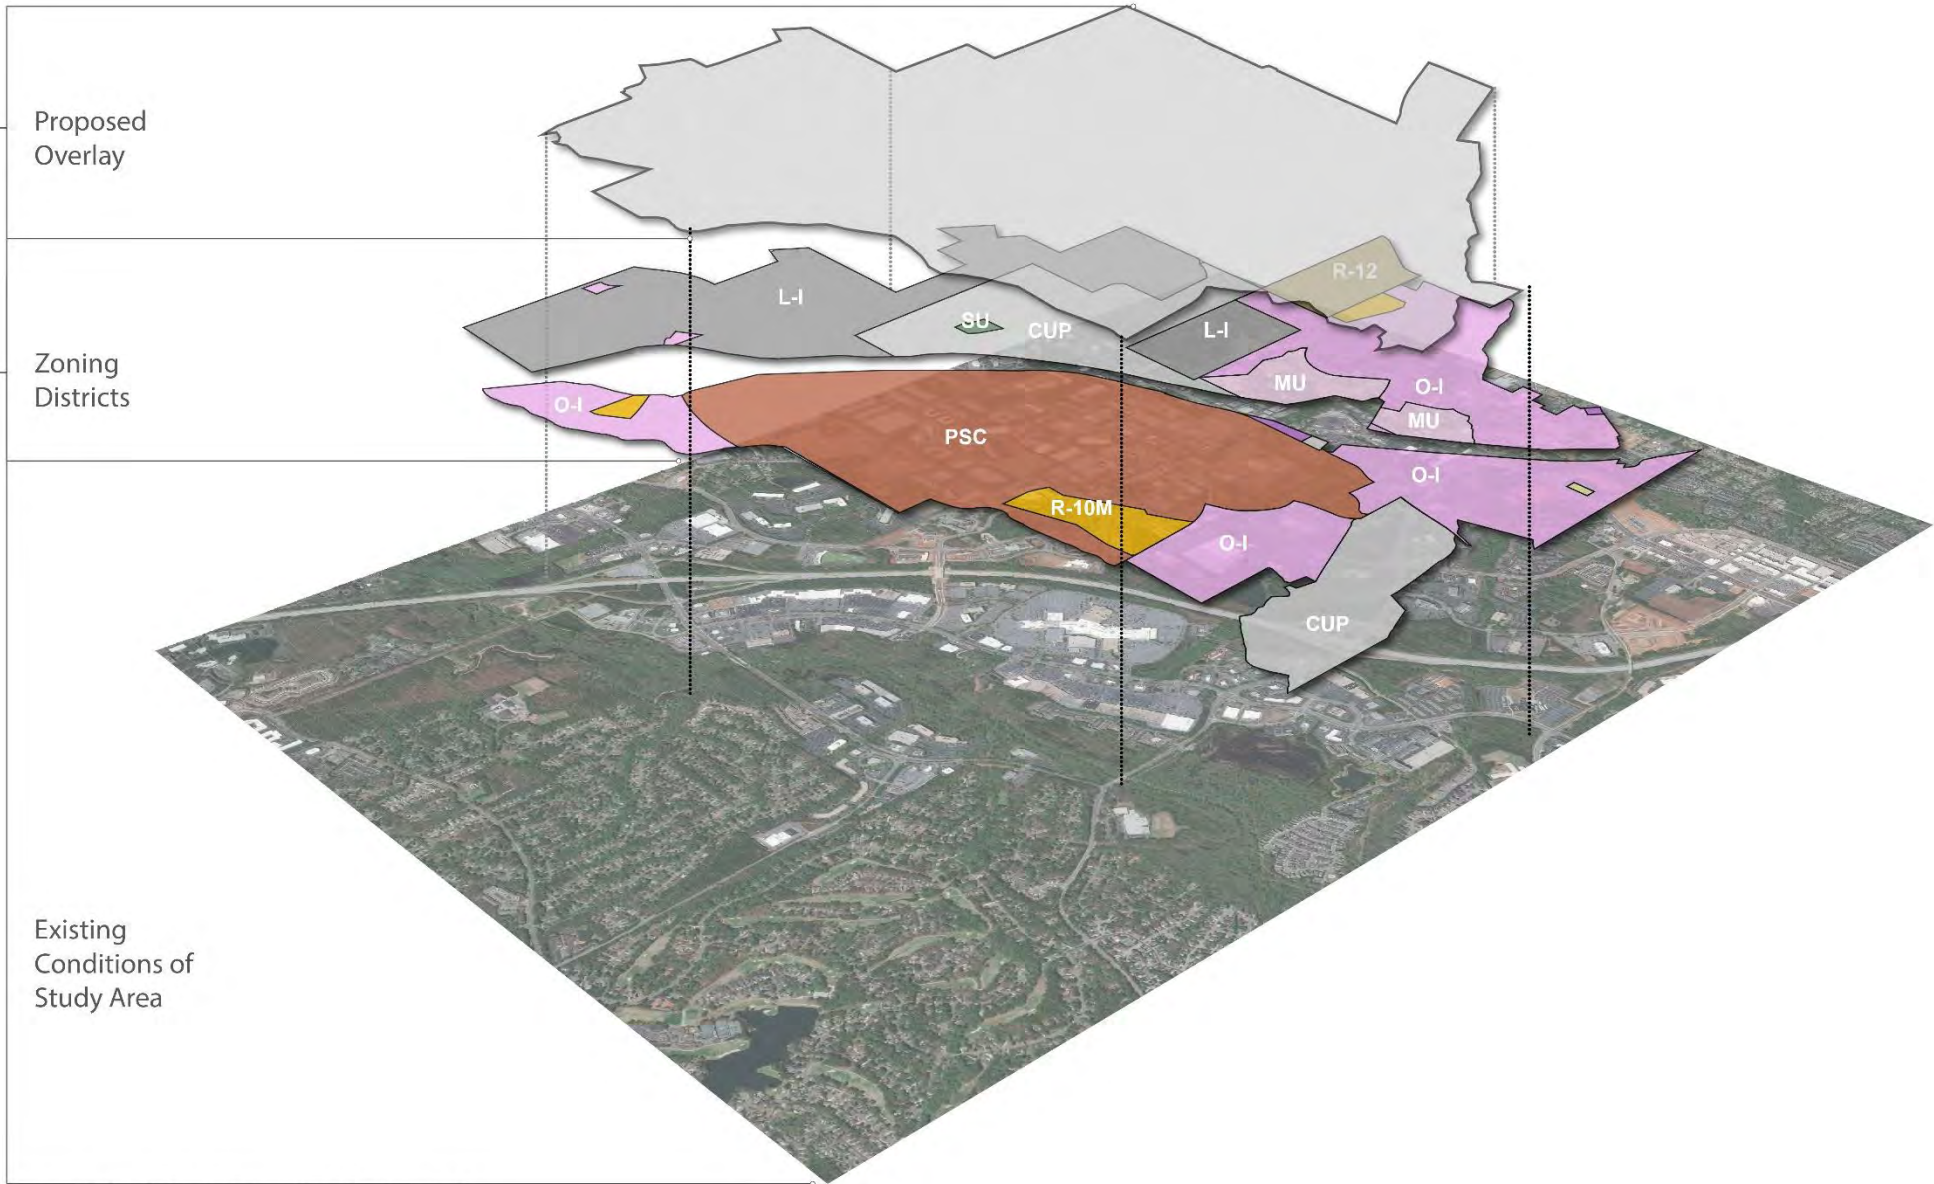 Proposed
Overlay
Zoning
Districts
Existing
Conditions of
Study Area
R-12
L-I
SU
CUP
L-I
MU
O-I
O-I
MU
PSC
O-I
R-10M
O-I
CUP